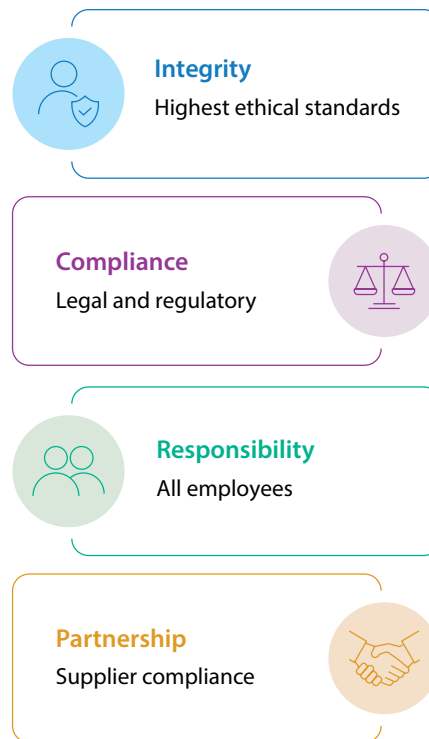 Integrity
Highest ethical standards
Compliance
Legal and regulatory
Responsibility
All employees
Partnership
Supplier compliance